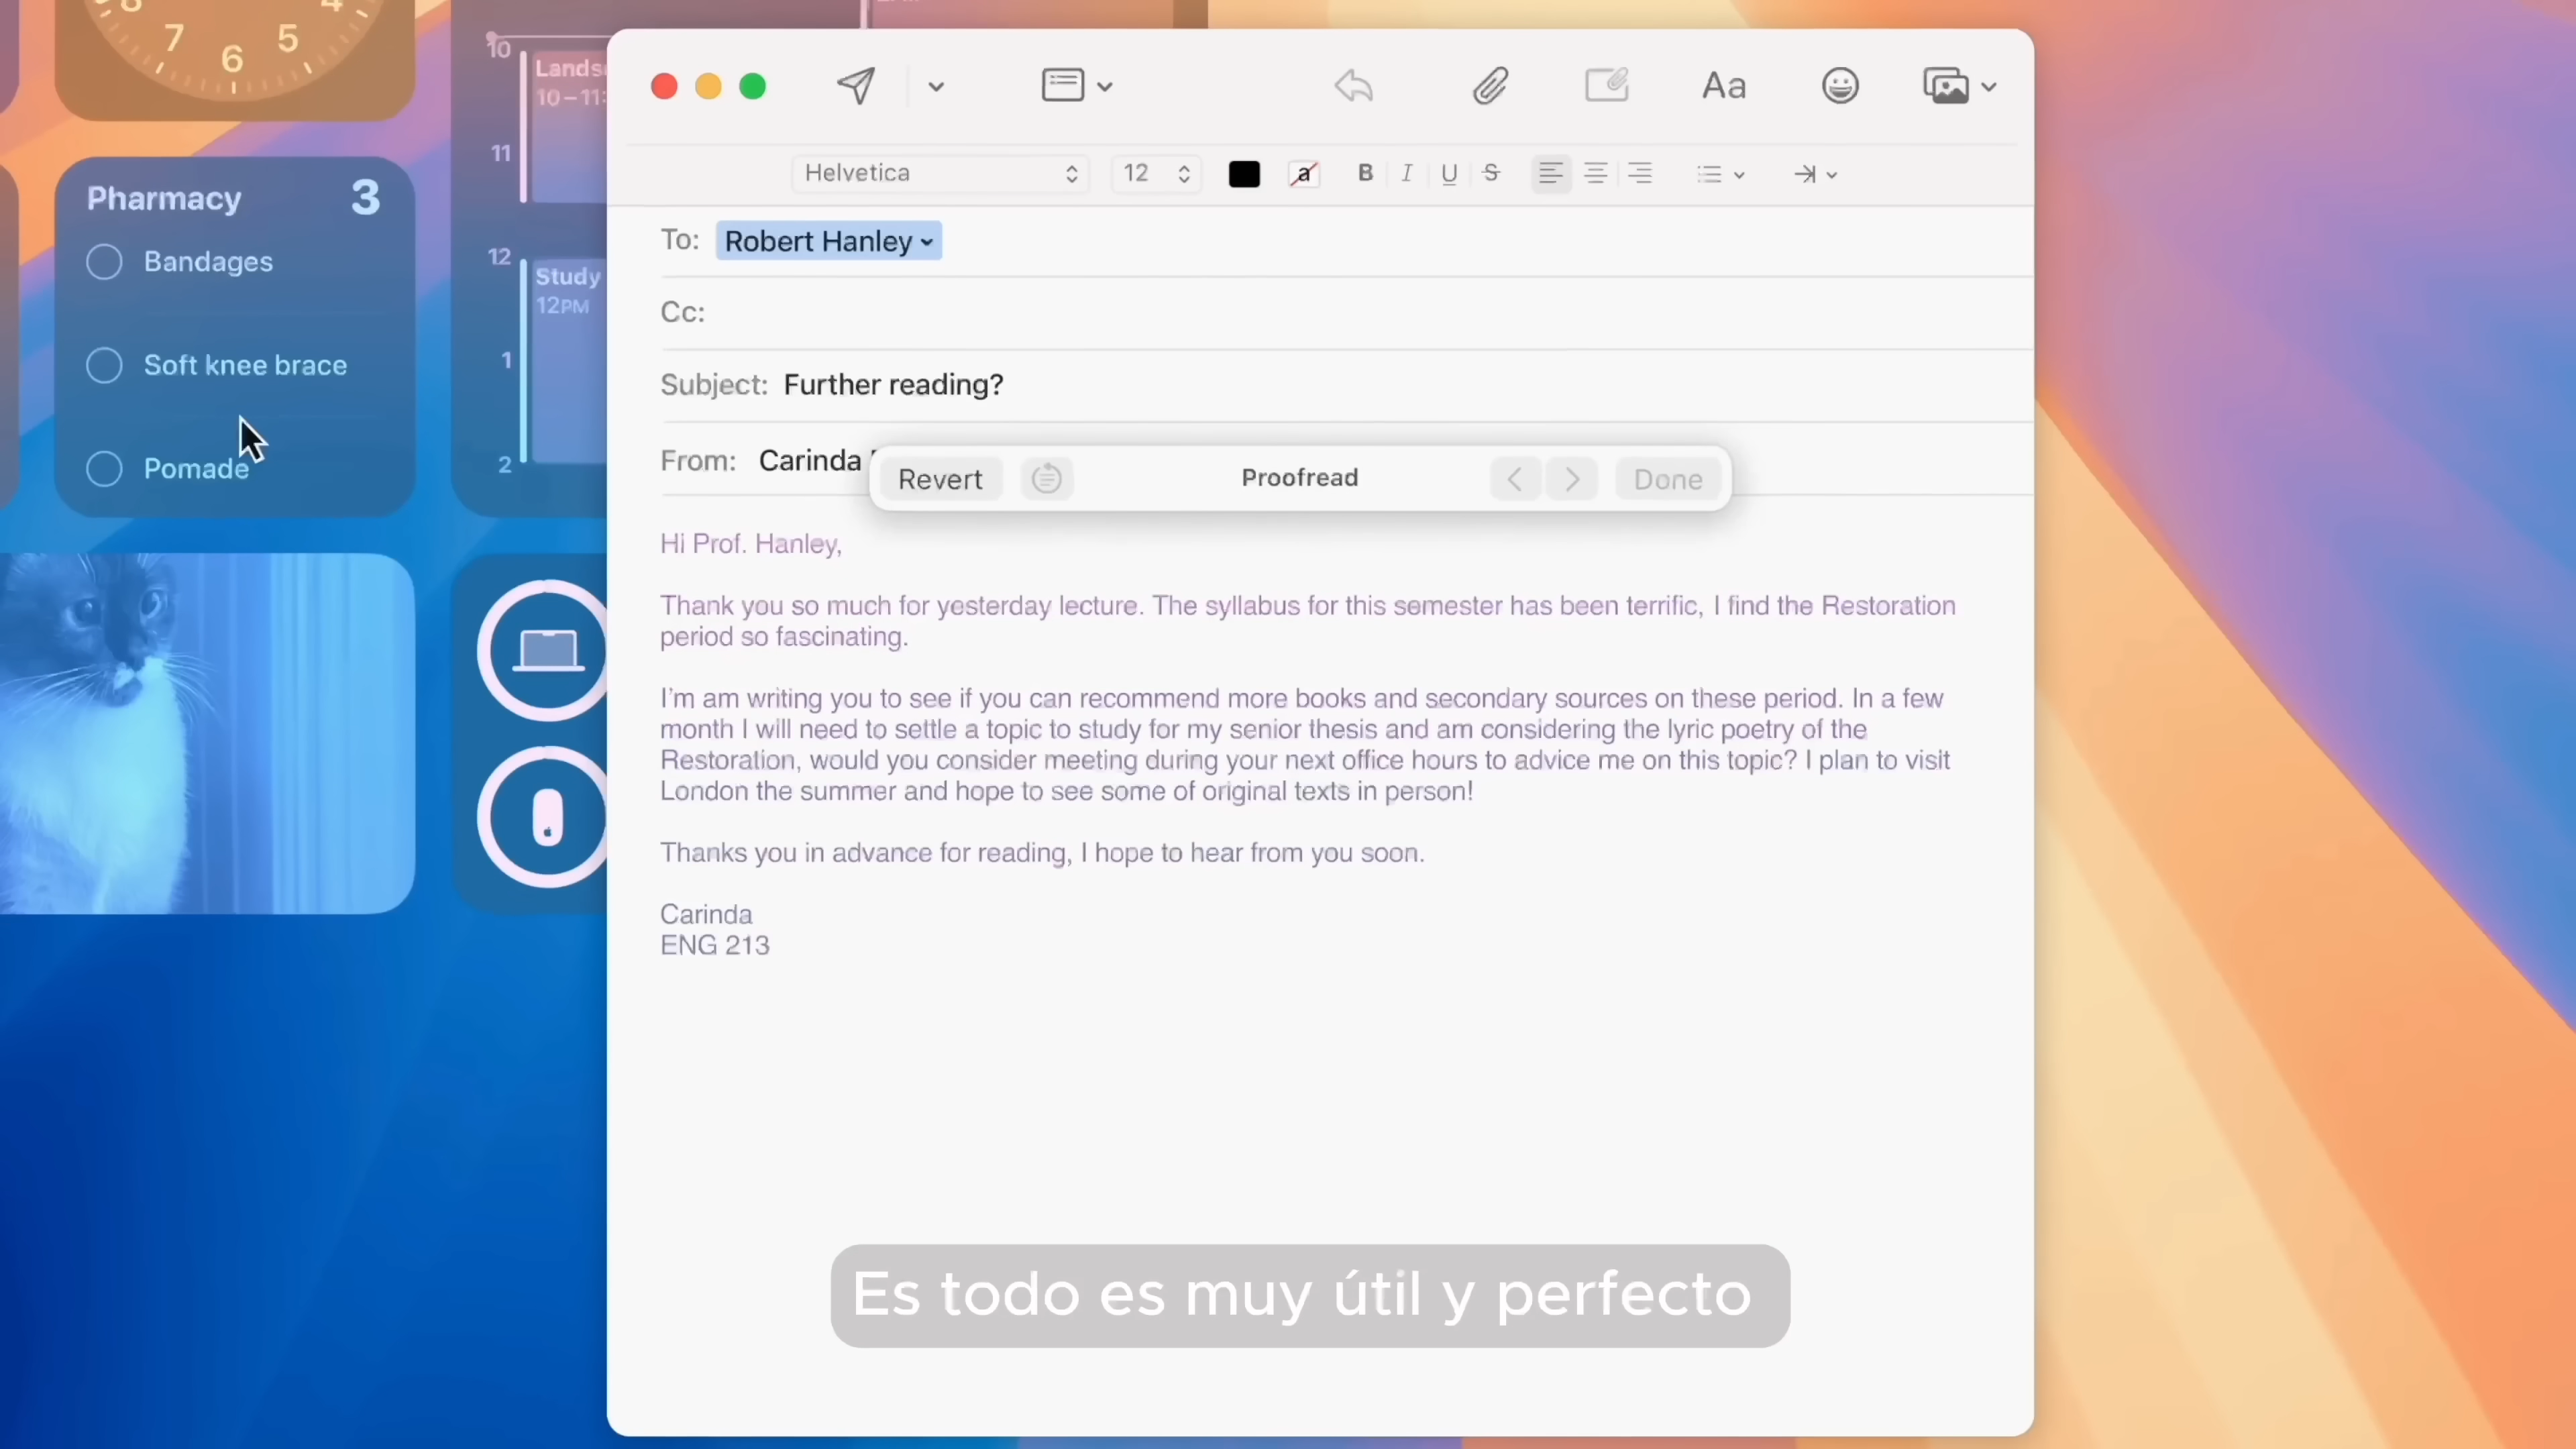 8
7
6
5
4
10
Lands
10–11:
11
12
Study
12PM
1
2
Pharmacy 3
Bandages
Soft knee brace
Pomade
Aa
Helvetica 12 a B I U S
To: Robert Hanley
Cc:
Subject: Further reading?
From: Carinda
Revert Proofread Done
Hi Prof. Hanley,
Thank you so much for yesterday lecture. The syllabus for this semester has been terrific, I find the Restoration
period so fascinating.
I'm am writing you to see if you can recommend more books and secondary sources on these period. In a few
month I will need to settle a topic to study for my senior thesis and am considering the lyric poetry of the
Restoration, would you consider meeting during your next office hours to advice me on this topic? I plan to visit
London the summer and hope to see some of original texts in person!
Thanks you in advance for reading, I hope to hear from you soon.
Carinda
ENG 213
Es todo es muy útil y perfecto